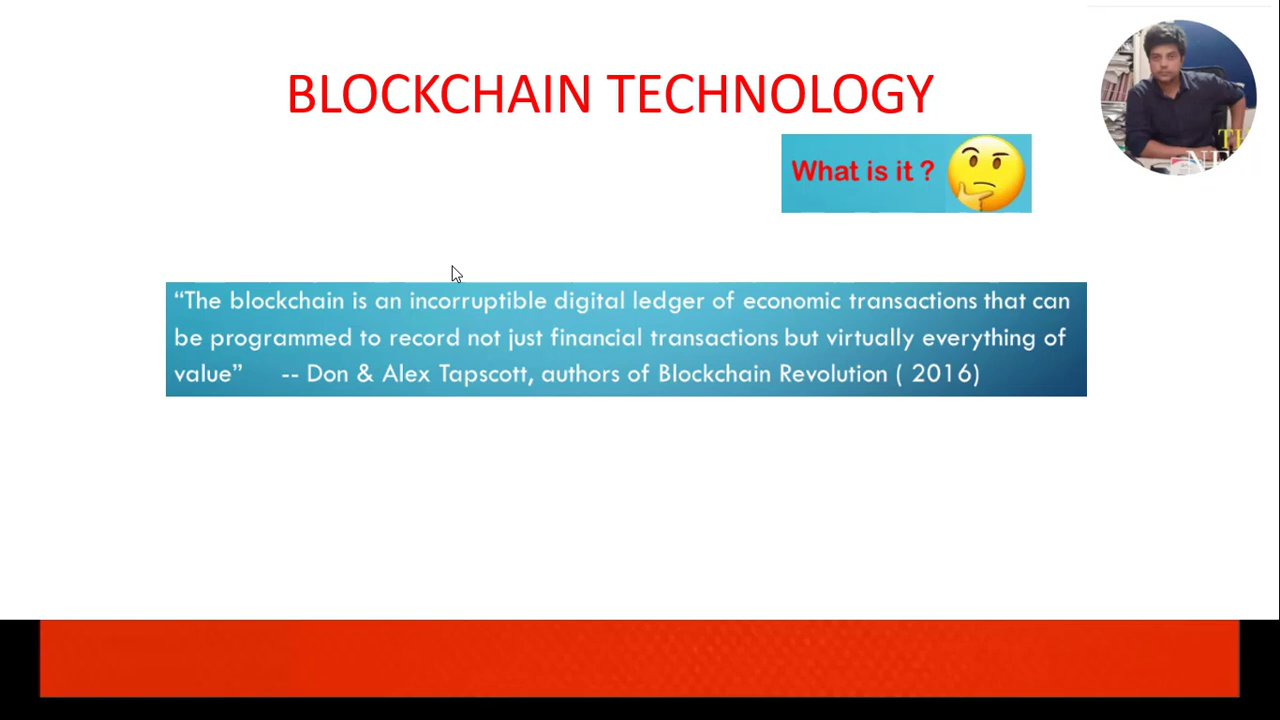 BLOCKCHAIN TECHNOLOGY
What is it ?
“The blockchain is an incorruptible digital ledger of economic transactions that can
be programmed to record not just financial transactions but virtually everything of
value” -- Don & Alex Tapscott, authors of Blockchain Revolution ( 2016)